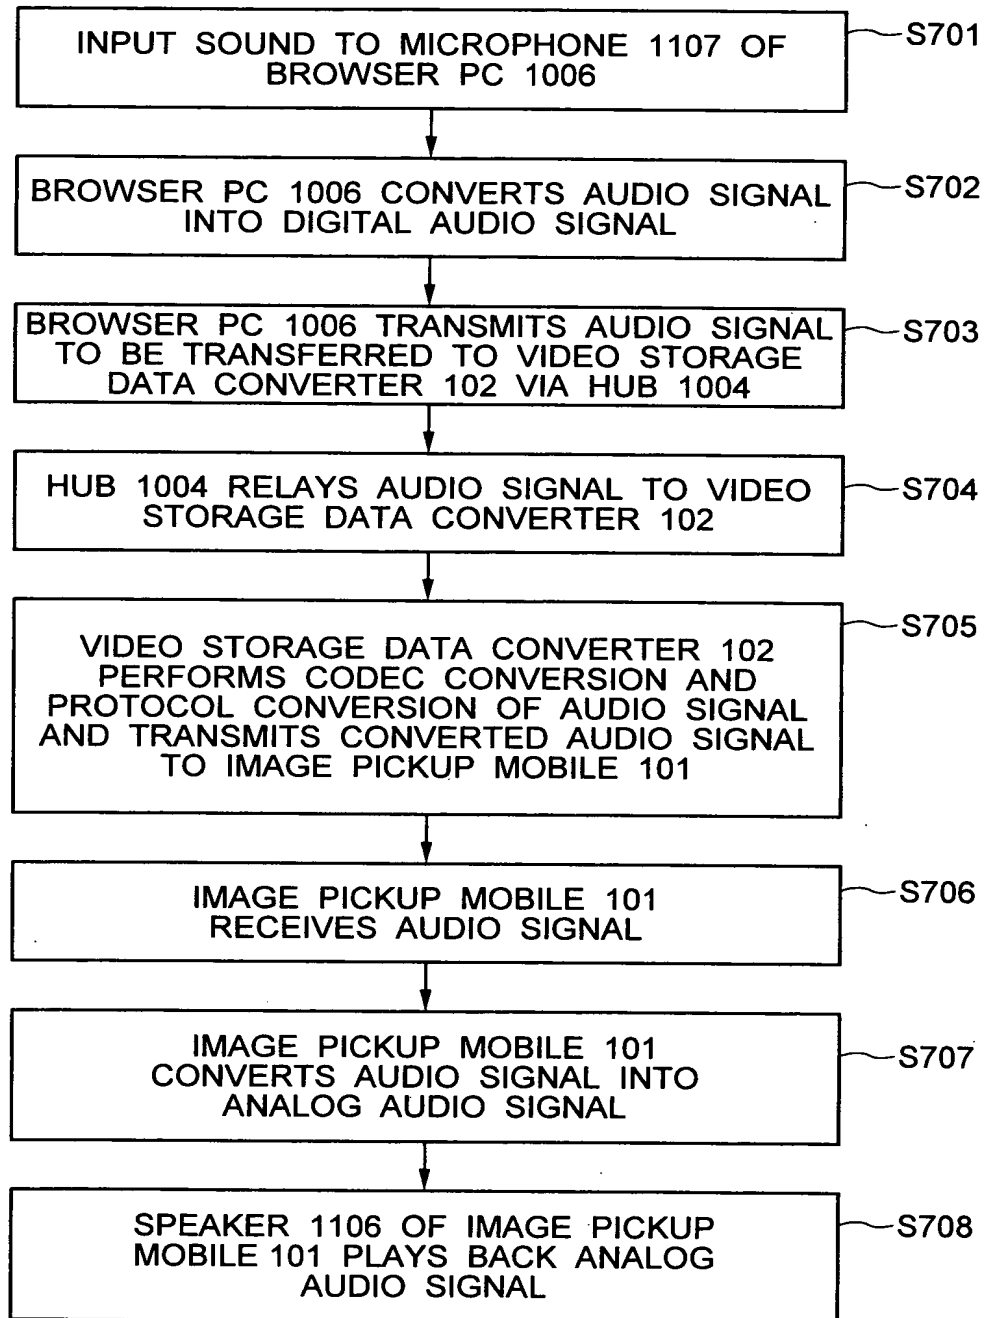 INPUT SOUND TO MICROPHONE 1107 OF
BROWSER PC 1006
S701
BROWSER PC 1006 CONVERTS AUDIO SIGNAL
INTO DIGITAL AUDIO SIGNAL
S702
BROWSER PC 1006 TRANSMITS AUDIO SIGNAL
TO BE TRANSFERRED TO VIDEO STORAGE
DATA CONVERTER 102 VIA HUB 1004
S703
HUB 1004 RELAYS AUDIO SIGNAL TO VIDEO
STORAGE DATA CONVERTER 102
S704
VIDEO STORAGE DATA CONVERTER 102
PERFORMS CODEC CONVERSION AND
PROTOCOL CONVERSION OF AUDIO SIGNAL
AND TRANSMITS CONVERTED AUDIO SIGNAL
TO IMAGE PICKUP MOBILE 101
S705
IMAGE PICKUP MOBILE 101
RECEIVES AUDIO SIGNAL
S706
IMAGE PICKUP MOBILE 101
CONVERTS AUDIO SIGNAL INTO
ANALOG AUDIO SIGNAL
S707
SPEAKER 1106 OF IMAGE PICKUP
MOBILE 101 PLAYS BACK ANALOG
AUDIO SIGNAL
S708